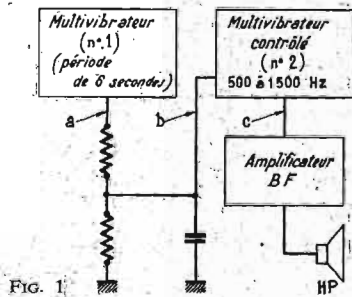 Multivibrateur
(n°.1)
(période
de 6 secondes)
Multivibrateur
contrôlé
(n° 2)
500 à 1500 Hz
a
b
c
Amplificateur
BF
HP
FIG. 1